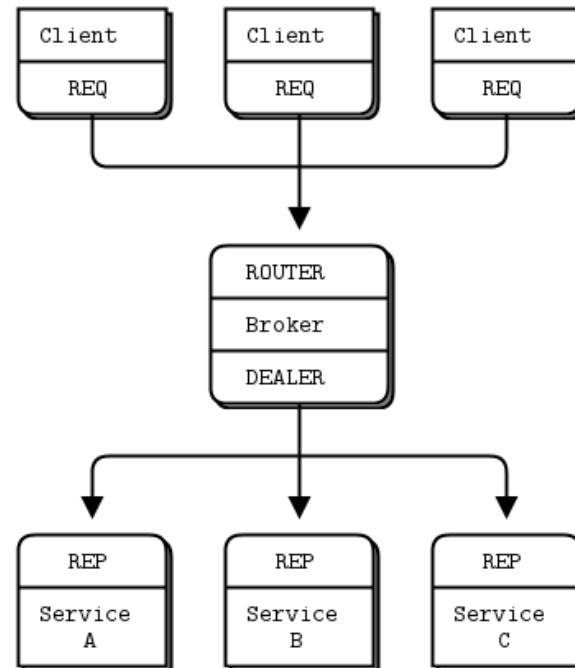 Client Client Client
REQ REQ REQ
ROUTER
Broker
DEALER
REP REP REP
Service Service Service
A B C